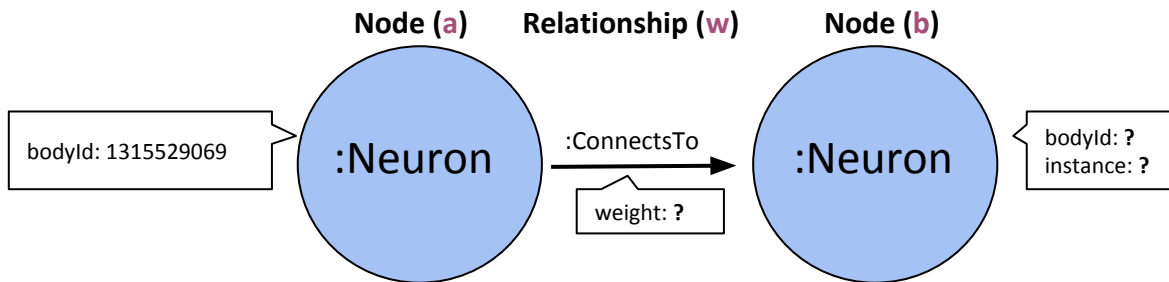 Node (a) Relationship (w) Node (b)
bodyId: 1315529069
:Neuron
:ConnectsTo
weight: ?
:Neuron
bodyId: ?
instance: ?